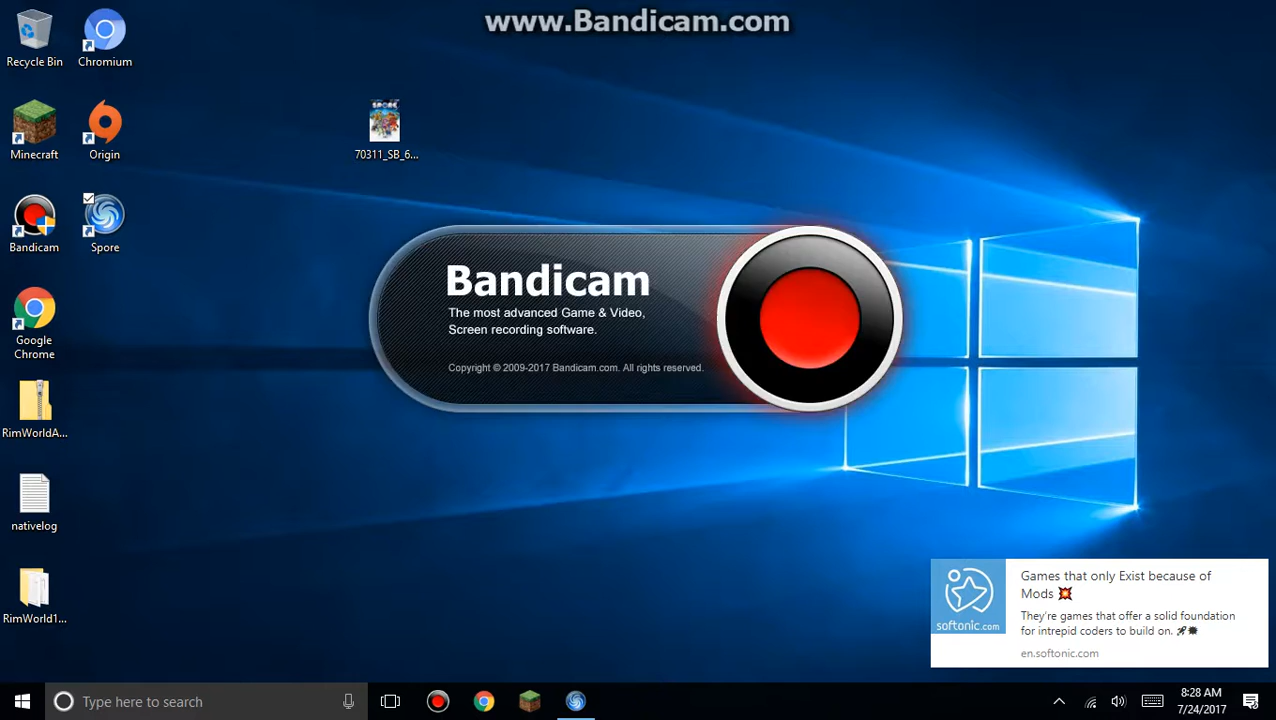 www.Bandicam.com
Recycle Bin
Chromium
Minecraft
Origin
SPORE
70311_SB_6...
Bandicam
Spore
Google
Chrome
RimWorldA...
nativelog
RimWorld1...
Bandicam
The most advanced Game & Video,
Screen recording software.
Copyright © 2009-2017 Bandicam.com. All rights reserved.
softonic.com
Games that only Exist because of
Mods 💥
They're games that offer a solid foundation
for intrepid coders to build on. 🚀✹
en.softonic.com
Type here to search
8:28 AM
7/24/2017